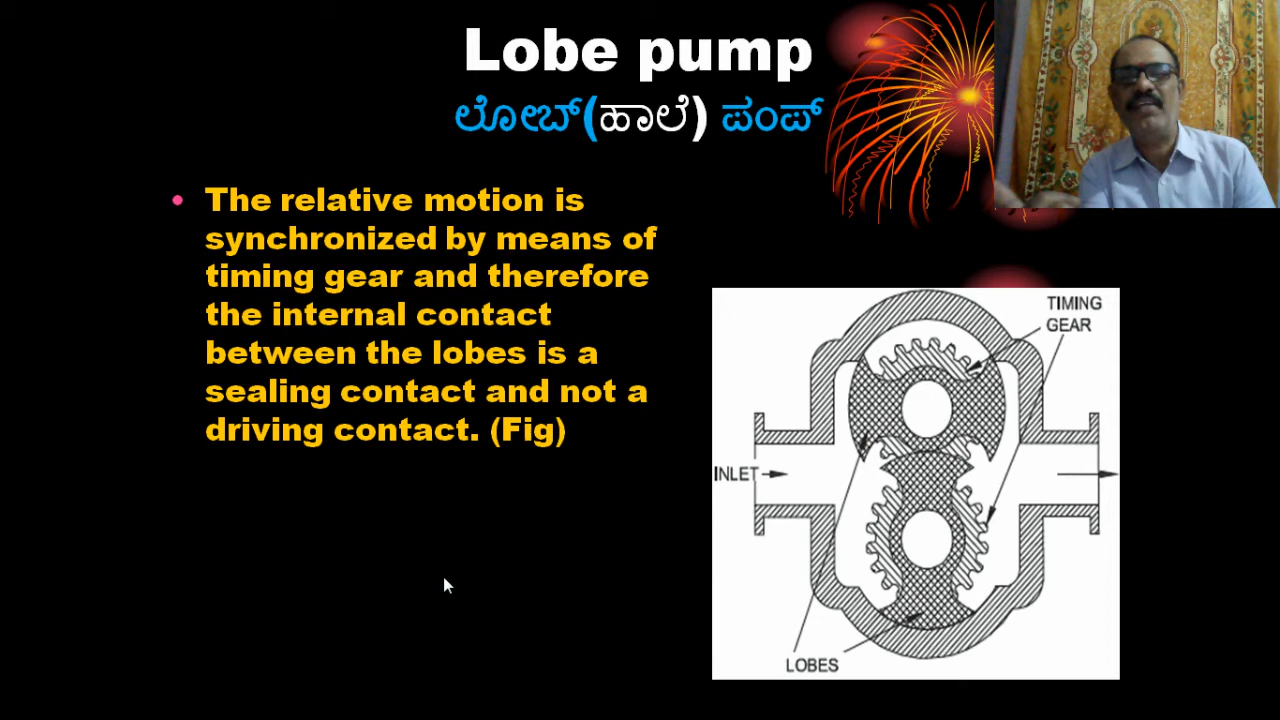 Lobe pump
ಲೋಬ್(ಹಾಲೆ) ಪಂಪ್
• The relative motion is
synchronized by means of
timing gear and therefore
the internal contact
between the lobes is a
sealing contact and not a
driving contact. (Fig)
TIMING
GEAR
INLET
LOBES